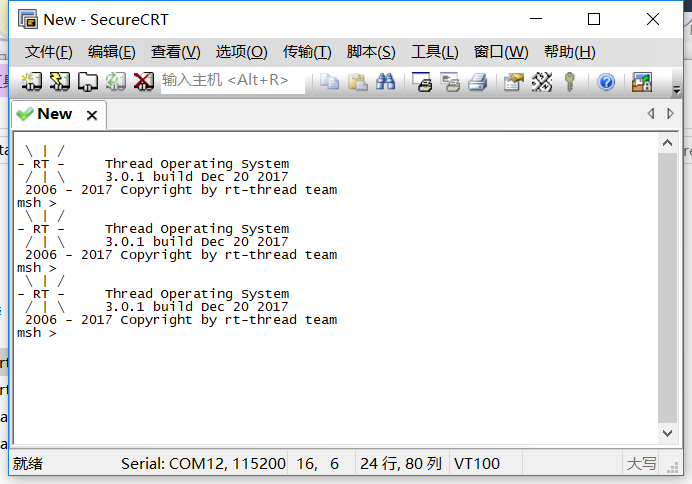 New - SecureCRT
文件(F) 编辑(E) 查看(V) 选项(O) 传输(T) 脚本(S) 工具(L) 窗口(W) 帮助(H)
输入主机 <Alt+R>
New
\ | /
- RT -     Thread Operating System
/ | \     3.0.1 build Dec 20 2017
2006 - 2017 Copyright by rt-thread team
msh >
\ | /
- RT -     Thread Operating System
/ | \     3.0.1 build Dec 20 2017
2006 - 2017 Copyright by rt-thread team
msh >
\ | /
- RT -     Thread Operating System
/ | \     3.0.1 build Dec 20 2017
2006 - 2017 Copyright by rt-thread team
msh >
就绪 Serial: COM12, 115200 16, 6 24 行, 80 列 VT100 大写